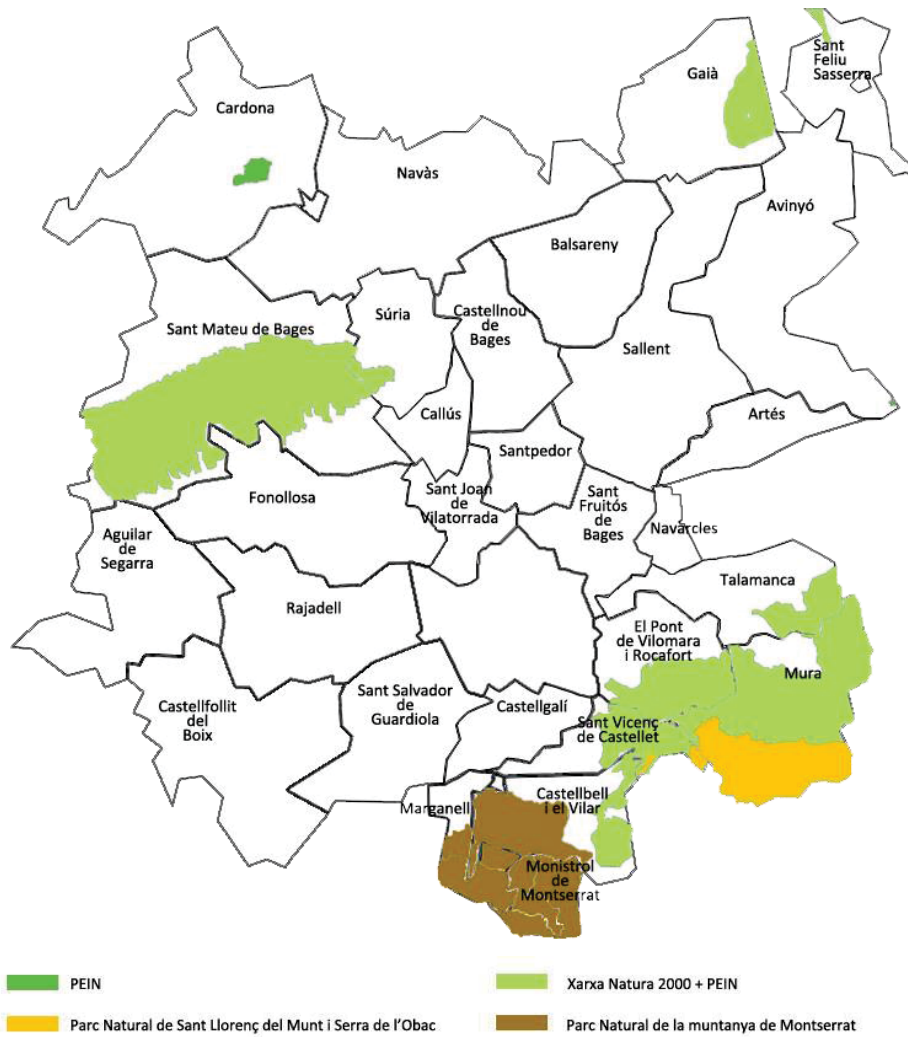 Sant
Feliu
Sasserra
Gaià
Cardona
Navàs
Avinyó
Balsareny
Súria
Castellnou
de
Bages
Sant Mateu de Bages
Sallent
Callús
Artés
Santpedor
Fonollosa
Sant Joan
de
Vilatorrada
Sant
Fruitós
de
Bages
Navarcles
Aguilar
de
Segarra
Talamanca
Rajadell
El Pont
de Vilomara
i Rocafort
Mura
Castellfollit
del
Boix
Sant Salvador
de
Guardiola
Castellgalí
Sant Vicenç
de Castellet
Marganell
Castellbell
i el Vilar
Monistrol
de
Montserrat
PEIN
Xarxa Natura 2000 + PEIN
Parc Natural de Sant Llorenç del Munt i Serra de l'Obac
Parc Natural de la muntanya de Montserrat